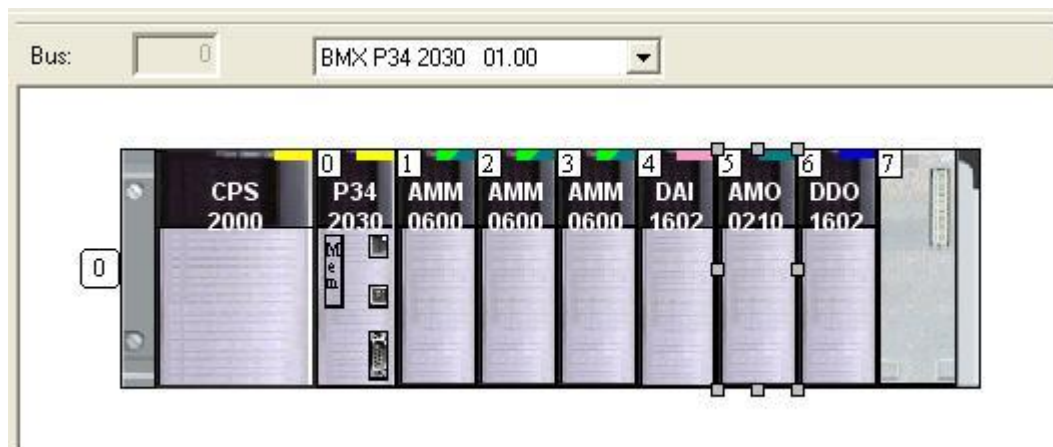 Bus: 0 BMX P34 2030 01.00
0 1 2 3 4 5 6 7
CPS P34 AMM AMM AMM DAI AMO DDO
2000 2030 0600 0600 0600 1602 0210 1602
Mem
0